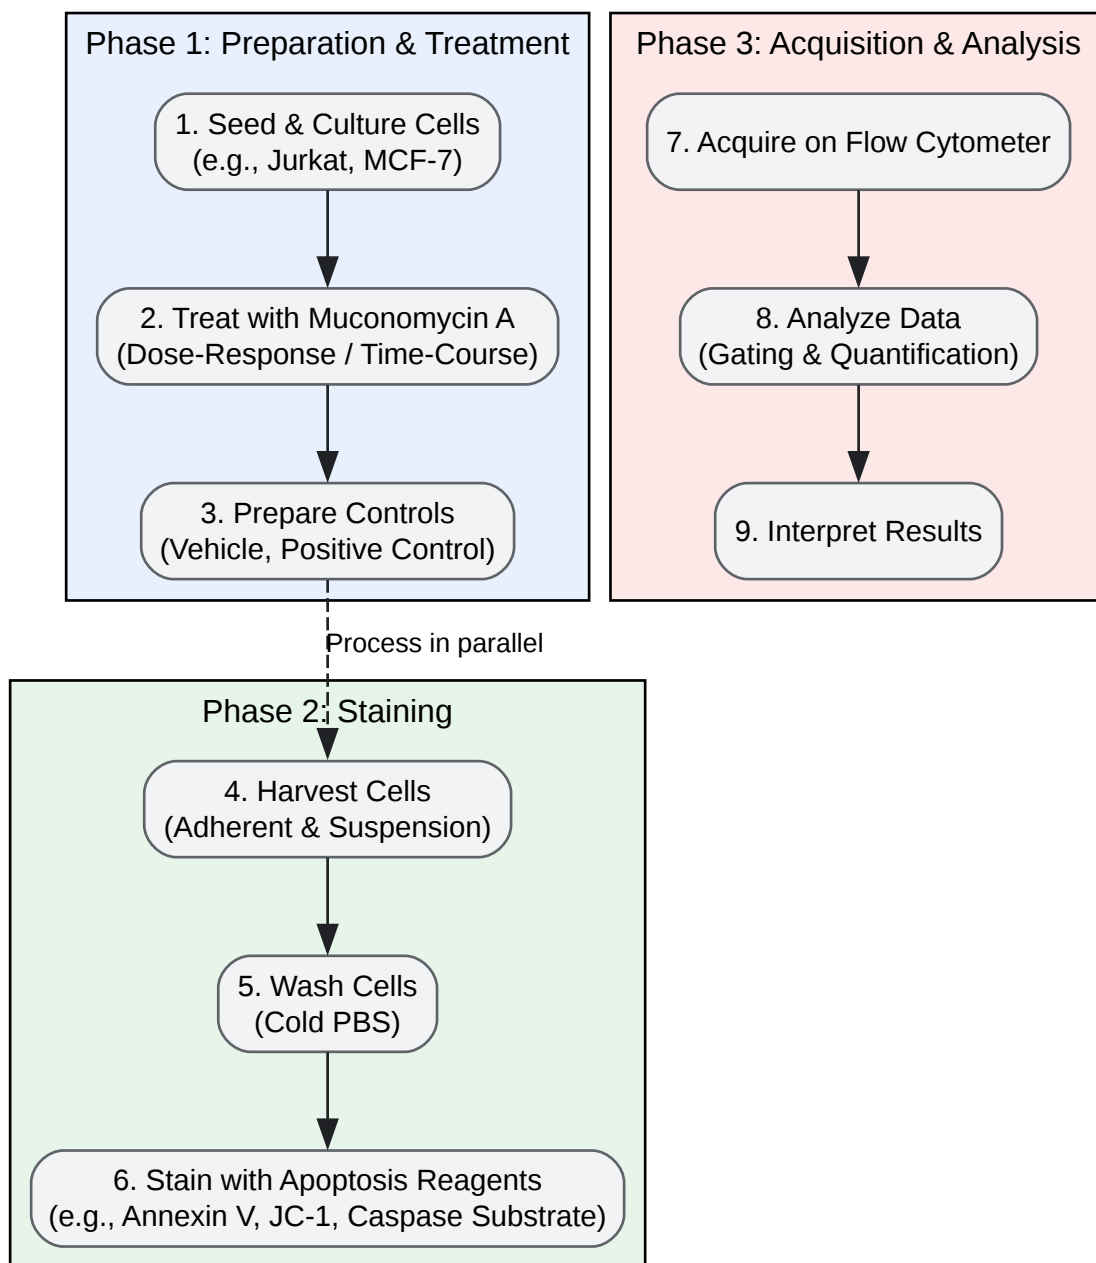 Phase 1: Preparation & Treatment
1. Seed & Culture Cells
(e.g., Jurkat, MCF-7)
2. Treat with Muconomycin A
(Dose-Response / Time-Course)
3. Prepare Controls
(Vehicle, Positive Control)
Process in parallel
Phase 2: Staining
4. Harvest Cells
(Adherent & Suspension)
5. Wash Cells
(Cold PBS)
6. Stain with Apoptosis Reagents
(e.g., Annexin V, JC-1, Caspase Substrate)
Phase 3: Acquisition & Analysis
7. Acquire on Flow Cytometer
8. Analyze Data
(Gating & Quantification)
9. Interpret Results